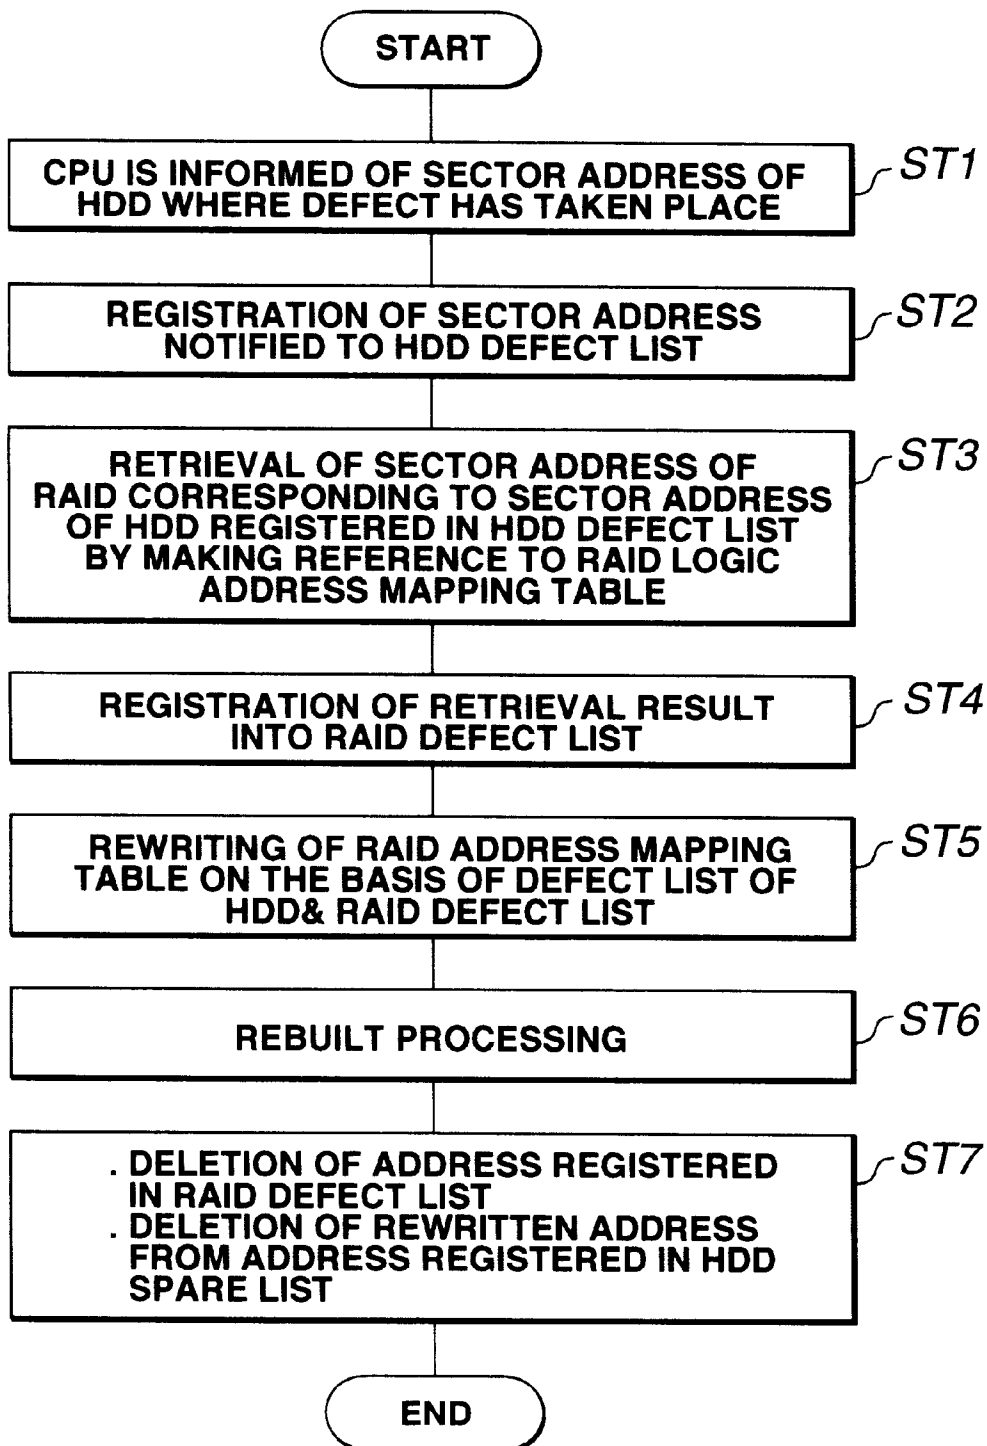 START
CPU IS INFORMED OF SECTOR ADDRESS OF
HDD WHERE DEFECT HAS TAKEN PLACE
ST1
REGISTRATION OF SECTOR ADDRESS
NOTIFIED TO HDD DEFECT LIST
ST2
RETRIEVAL OF SECTOR ADDRESS OF
RAID CORRESPONDING TO SECTOR ADDRESS
OF HDD REGISTERED IN HDD DEFECT LIST
BY MAKING REFERENCE TO RAID LOGIC
ADDRESS MAPPING TABLE
ST3
REGISTRATION OF RETRIEVAL RESULT
INTO RAID DEFECT LIST
ST4
REWRITING OF RAID ADDRESS MAPPING
TABLE ON THE BASIS OF DEFECT LIST OF
HDD& RAID DEFECT LIST
ST5
REBUILT PROCESSING
ST6
. DELETION OF ADDRESS REGISTERED
IN RAID DEFECT LIST
. DELETION OF REWRITTEN ADDRESS
FROM ADDRESS REGISTERED IN HDD
SPARE LIST
ST7
END